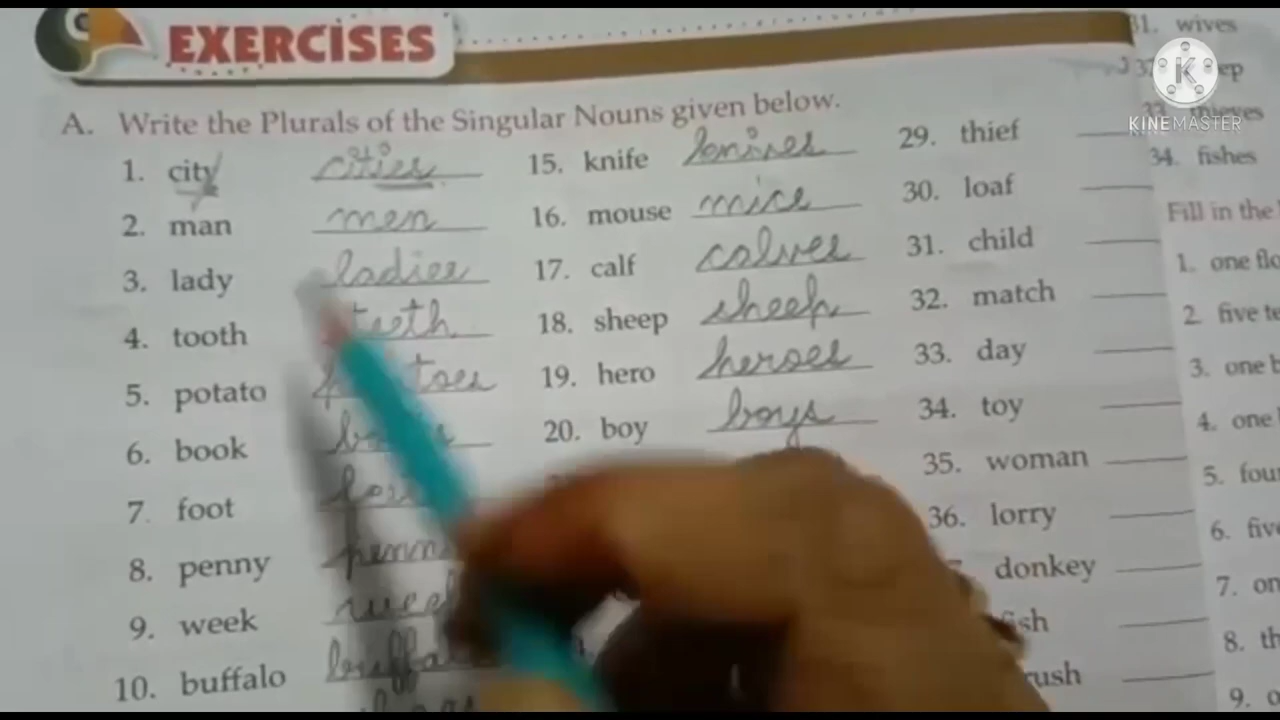 EXERCISES
A. Write the Plurals of the Singular Nouns given below.
1. city cities
2. man men
3. lady ladies
4. tooth teeth
5. potato
6. book
7. foot
8. penny
9. week
10. buffalo
15. knife knives
16. mouse mice
17. calf calves
18. sheep sheep
19. hero heroes
20. boy boys
29. thief
30. loaf
31. child
32. match
33. day
34. toy
35. woman
36. lorry
donkey
31. wives
34. fishes
Fill in the
1. one
2. five
3. one
4. one
5.
6.
7.
8.
9.
KINEMASTER